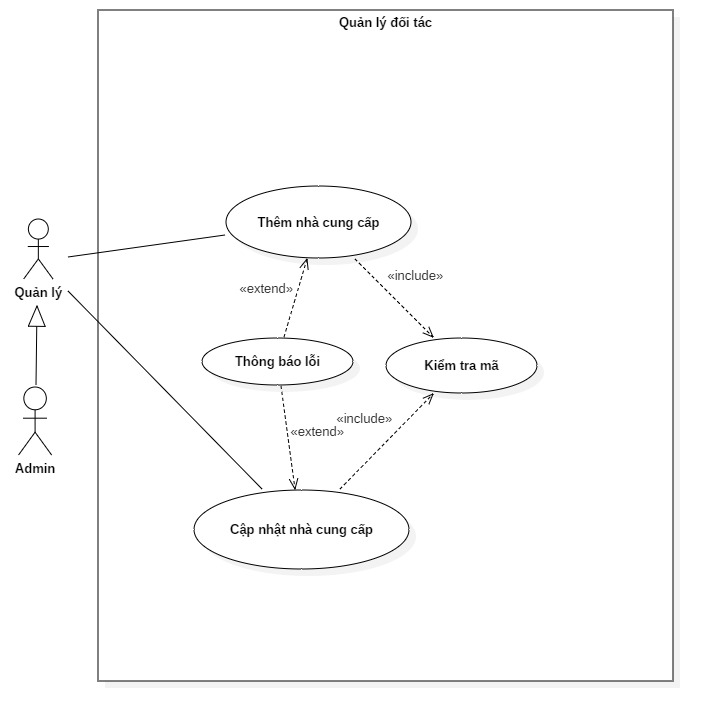 Quản lý đối tác
Thêm nhà cung cấp
«include»
«extend»
Quản lý
Thông báo lỗi
Kiểm tra mã
«include»
«extend»
Admin
Cập nhật nhà cung cấp